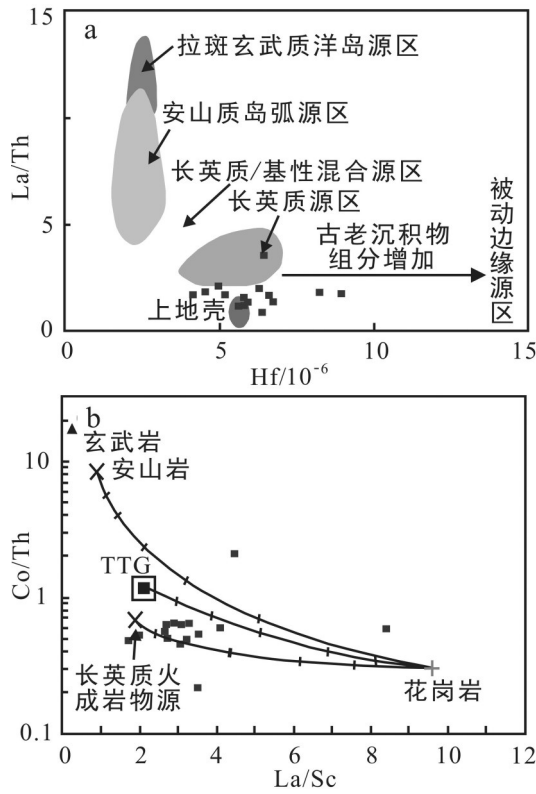 15
a
拉斑玄武质洋岛源区
安山质岛弧源区
长英质/基性混合源区
长英质源区
古老沉积物
组分增加
被动边缘源区
上地壳
La/Th
5
0
0
5
10
15
Hf/10-6
b
玄武岩
安山岩
TTG
长英质火
成岩物源
花岗岩
Co/Th
10
1
0.1
0
2
4
6
8
10
12
La/Sc